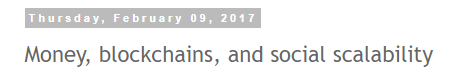 Thursday, February 09, 2017
Money, blockchains, and social scalability